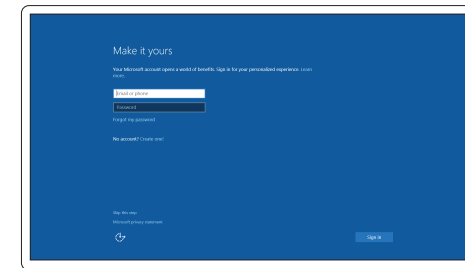 Make it yours
Your Microsoft account opens a world of benefits. Sign in for your personalized experience. Learn
more.
Email or phone
Password
Forgot my password
No account? Create one!
Skip this step
Microsoft privacy statement
Sign in